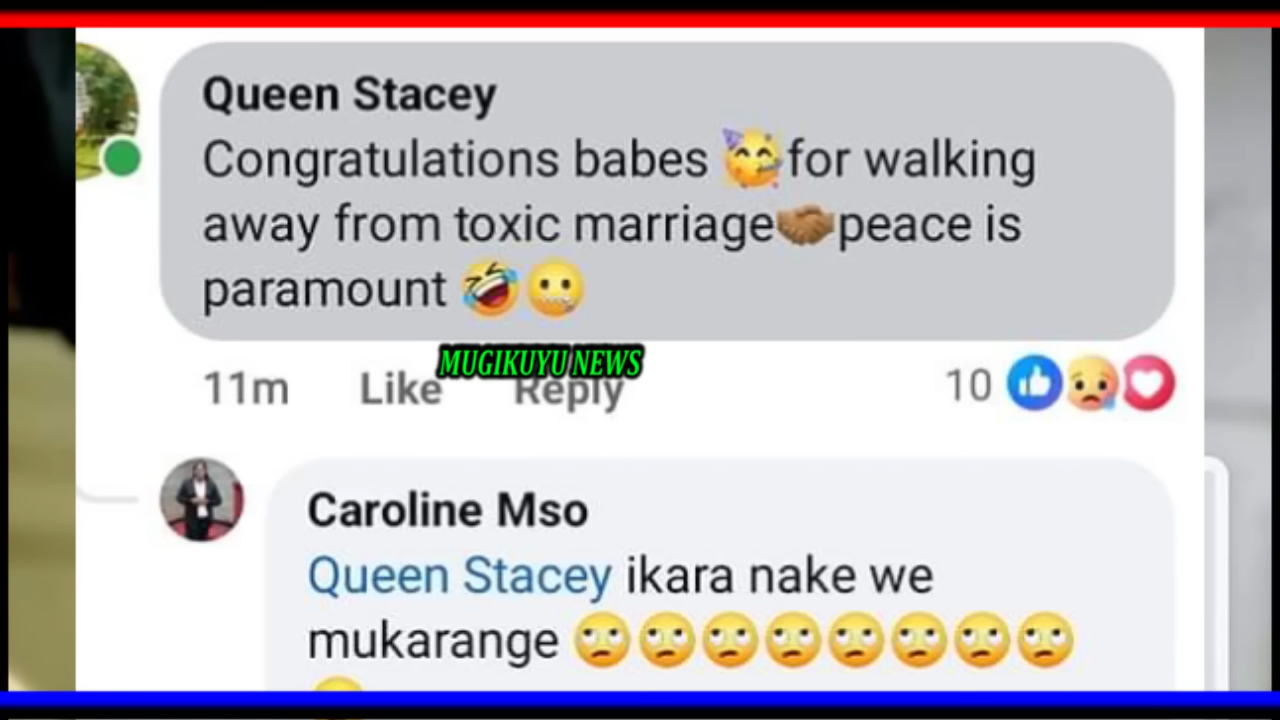 Queen Stacey
Congratulations babes 🥳for walking
away from toxic marriage🤝🏾peace is
paramount 🤣🤐
MUGIKUYU NEWS
11m Like Reply 10
Caroline Mso
Queen Stacey ikara nake we
mukarange 🙄🙄🙄🙄🙄🙄🙄🙄